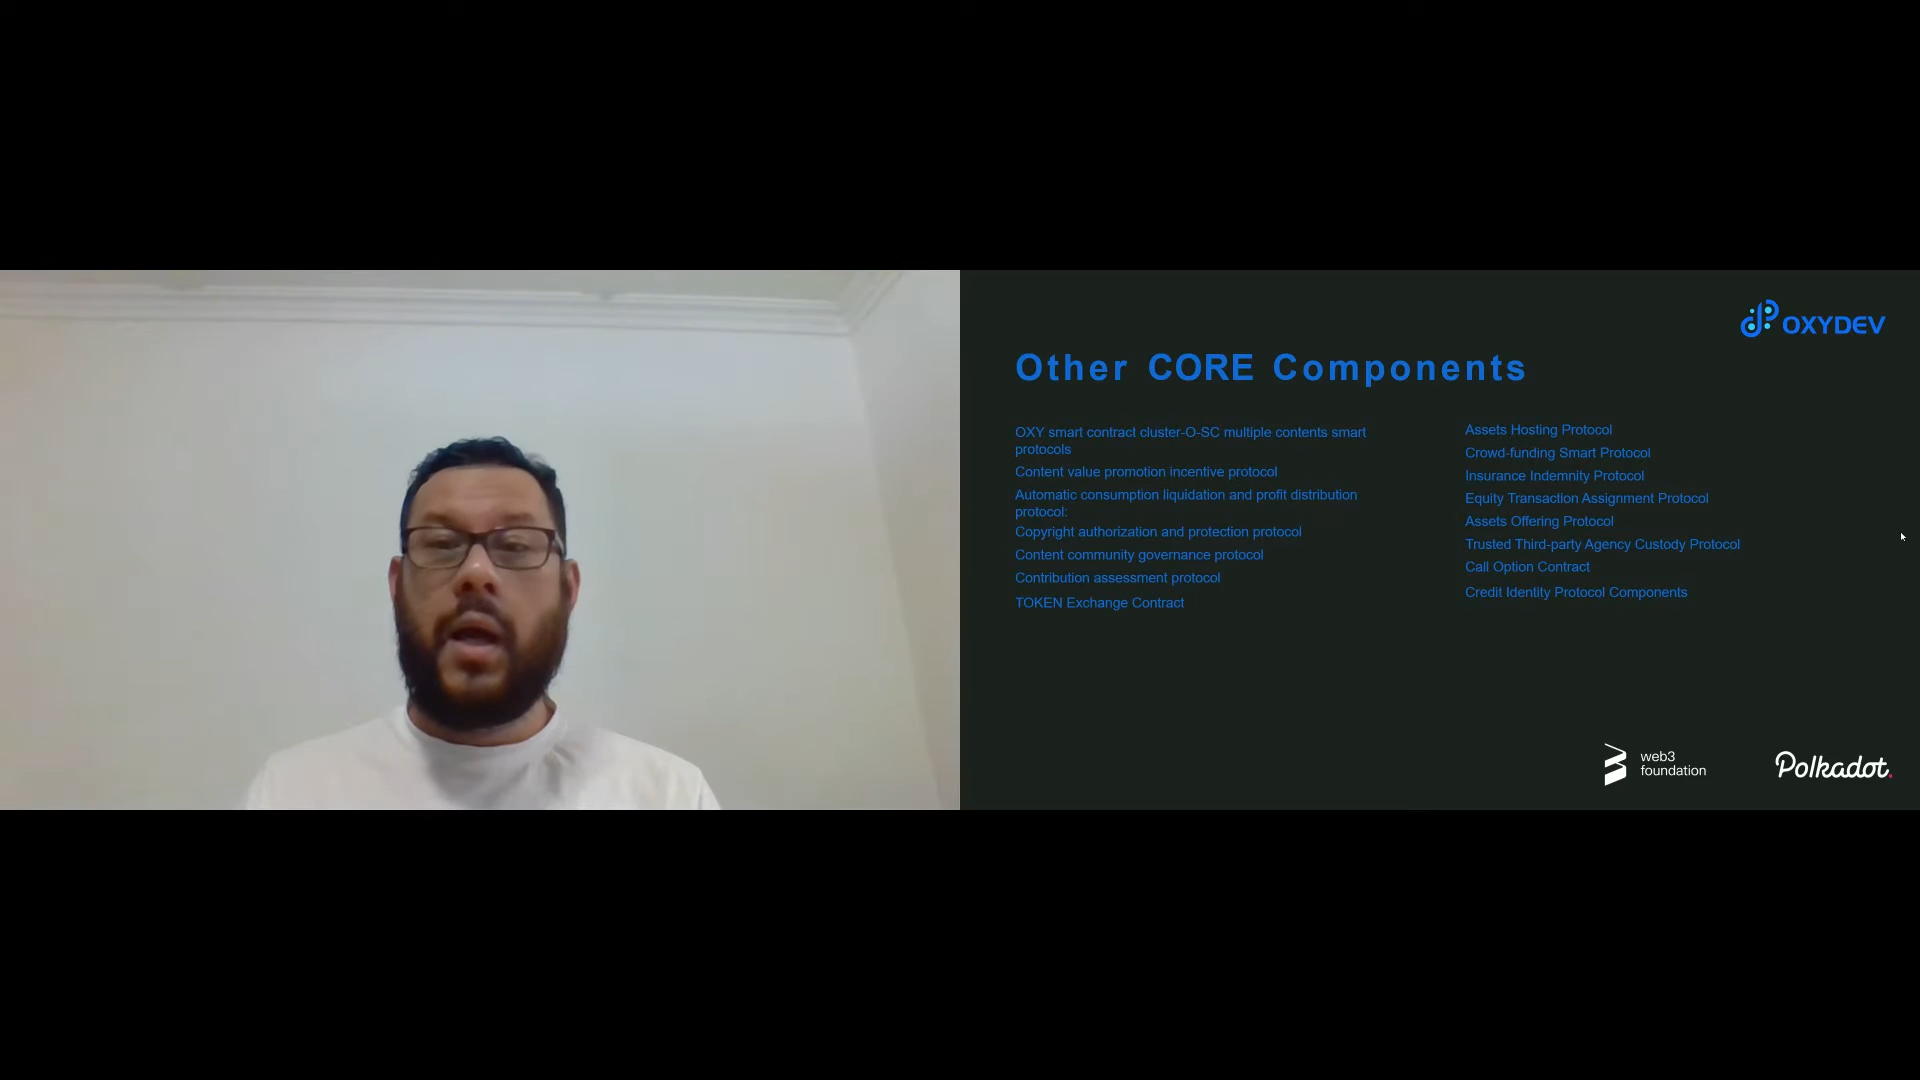 OXYDEV
Other CORE Components
OXY smart contract cluster-O-SC multiple contents smart
protocols
Content value promotion incentive protocol
Automatic consumption liquidation and profit distribution
protocol:
Copyright authorization and protection protocol
Content community governance protocol
Contribution assessment protocol
TOKEN Exchange Contract
Assets Hosting Protocol
Crowd-funding Smart Protocol
Insurance Indemnity Protocol
Equity Transaction Assignment Protocol
Assets Offering Protocol
Trusted Third-party Agency Custody Protocol
Call Option Contract
Credit Identity Protocol Components
web3
foundation
Polkadot.